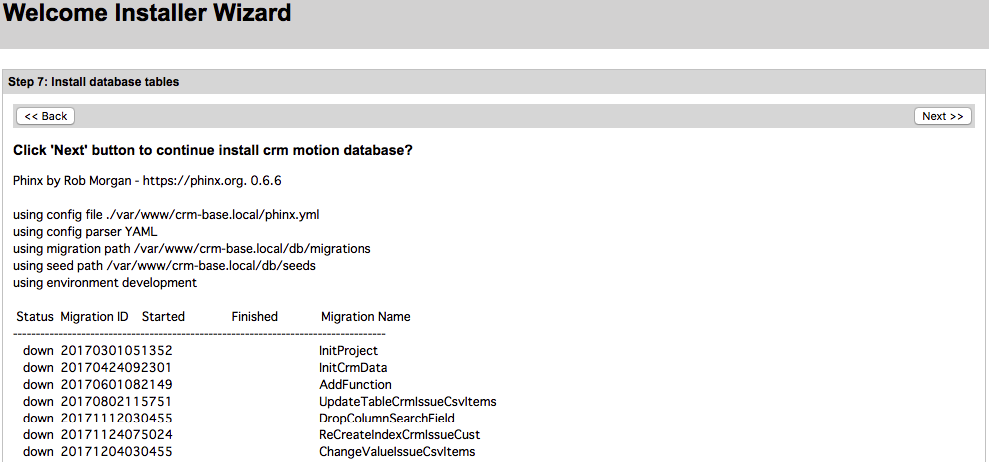 Welcome Installer Wizard
Step 7: Install database tables
<< Back
Next >>
Click 'Next' button to continue install crm motion database?
Phinx by Rob Morgan - https://phinx.org. 0.6.6
using config file ./var/www/crm-base.local/phinx.yml
using config parser YAML
using migration path /var/www/crm-base.local/db/migrations
using seed path /var/www/crm-base.local/db/seeds
using environment development
Status Migration ID Started Finished Migration Name
--------------------------------------------------------------------------------
down 20170301051352 InitProject
down 20170424092301 InitCrmData
down 20170601082149 AddFunction
down 20170802115751 UpdateTableCrmIssueCsvItems
down 20171112030455 DropColumnSearchField
down 20171124075024 ReCreateIndexCrmIssueCust
down 20171204030455 ChangeValueIssueCsvItems